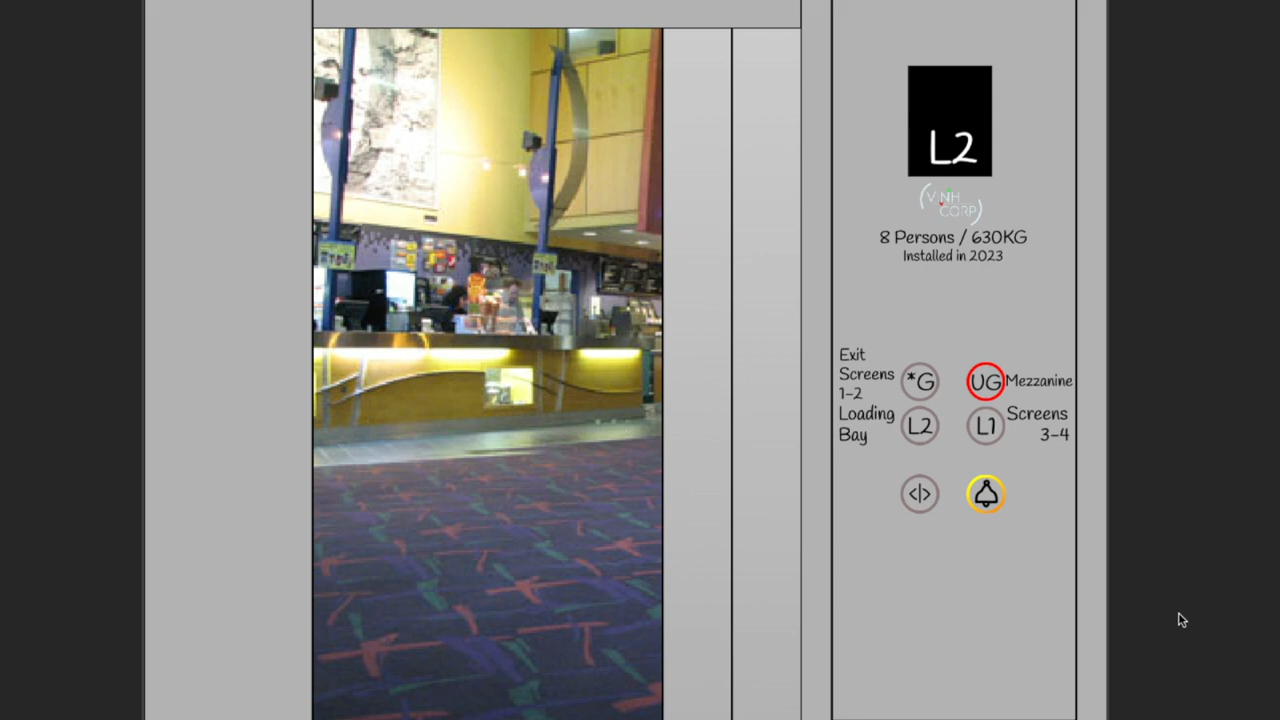 L2
VINH
CORP
8 Persons / 630KG
Installed in 2023
Exit
Screens
1-2
*G
UG
Mezzanine
Loading
Bay
L2
L1
Screens
3-4
<|>